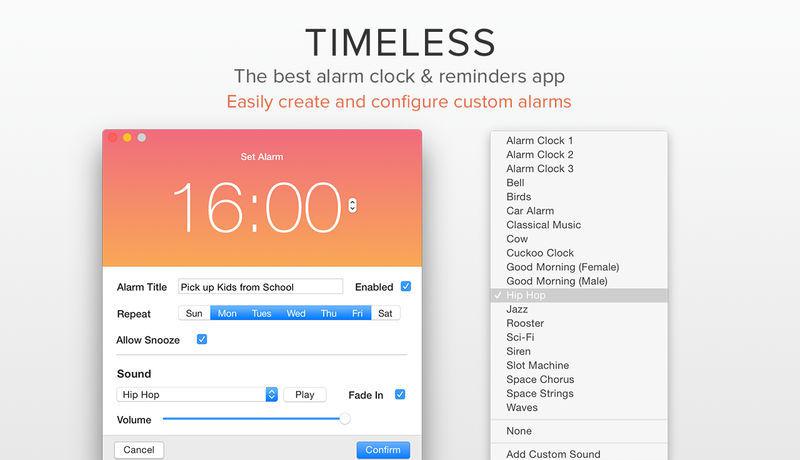 TIMELESS
The best alarm clock & reminders app
Easily create and configure custom alarms
Set Alarm
16:00
Alarm Title Pick up Kids from School Enabled
Repeat Sun Mon Tues Wed Thu Fri Sat
Allow Snooze
Sound
Hip Hop Play Fade In
Volume
Cancel Confirm
Alarm Clock 1
Alarm Clock 2
Alarm Clock 3
Bell
Birds
Car Alarm
Classical Music
Cow
Cuckoo Clock
Good Morning (Female)
Good Morning (Male)
Hip Hop
Jazz
Rooster
Sci-Fi
Siren
Slot Machine
Space Chorus
Space Strings
Waves
None
Add Custom Sound